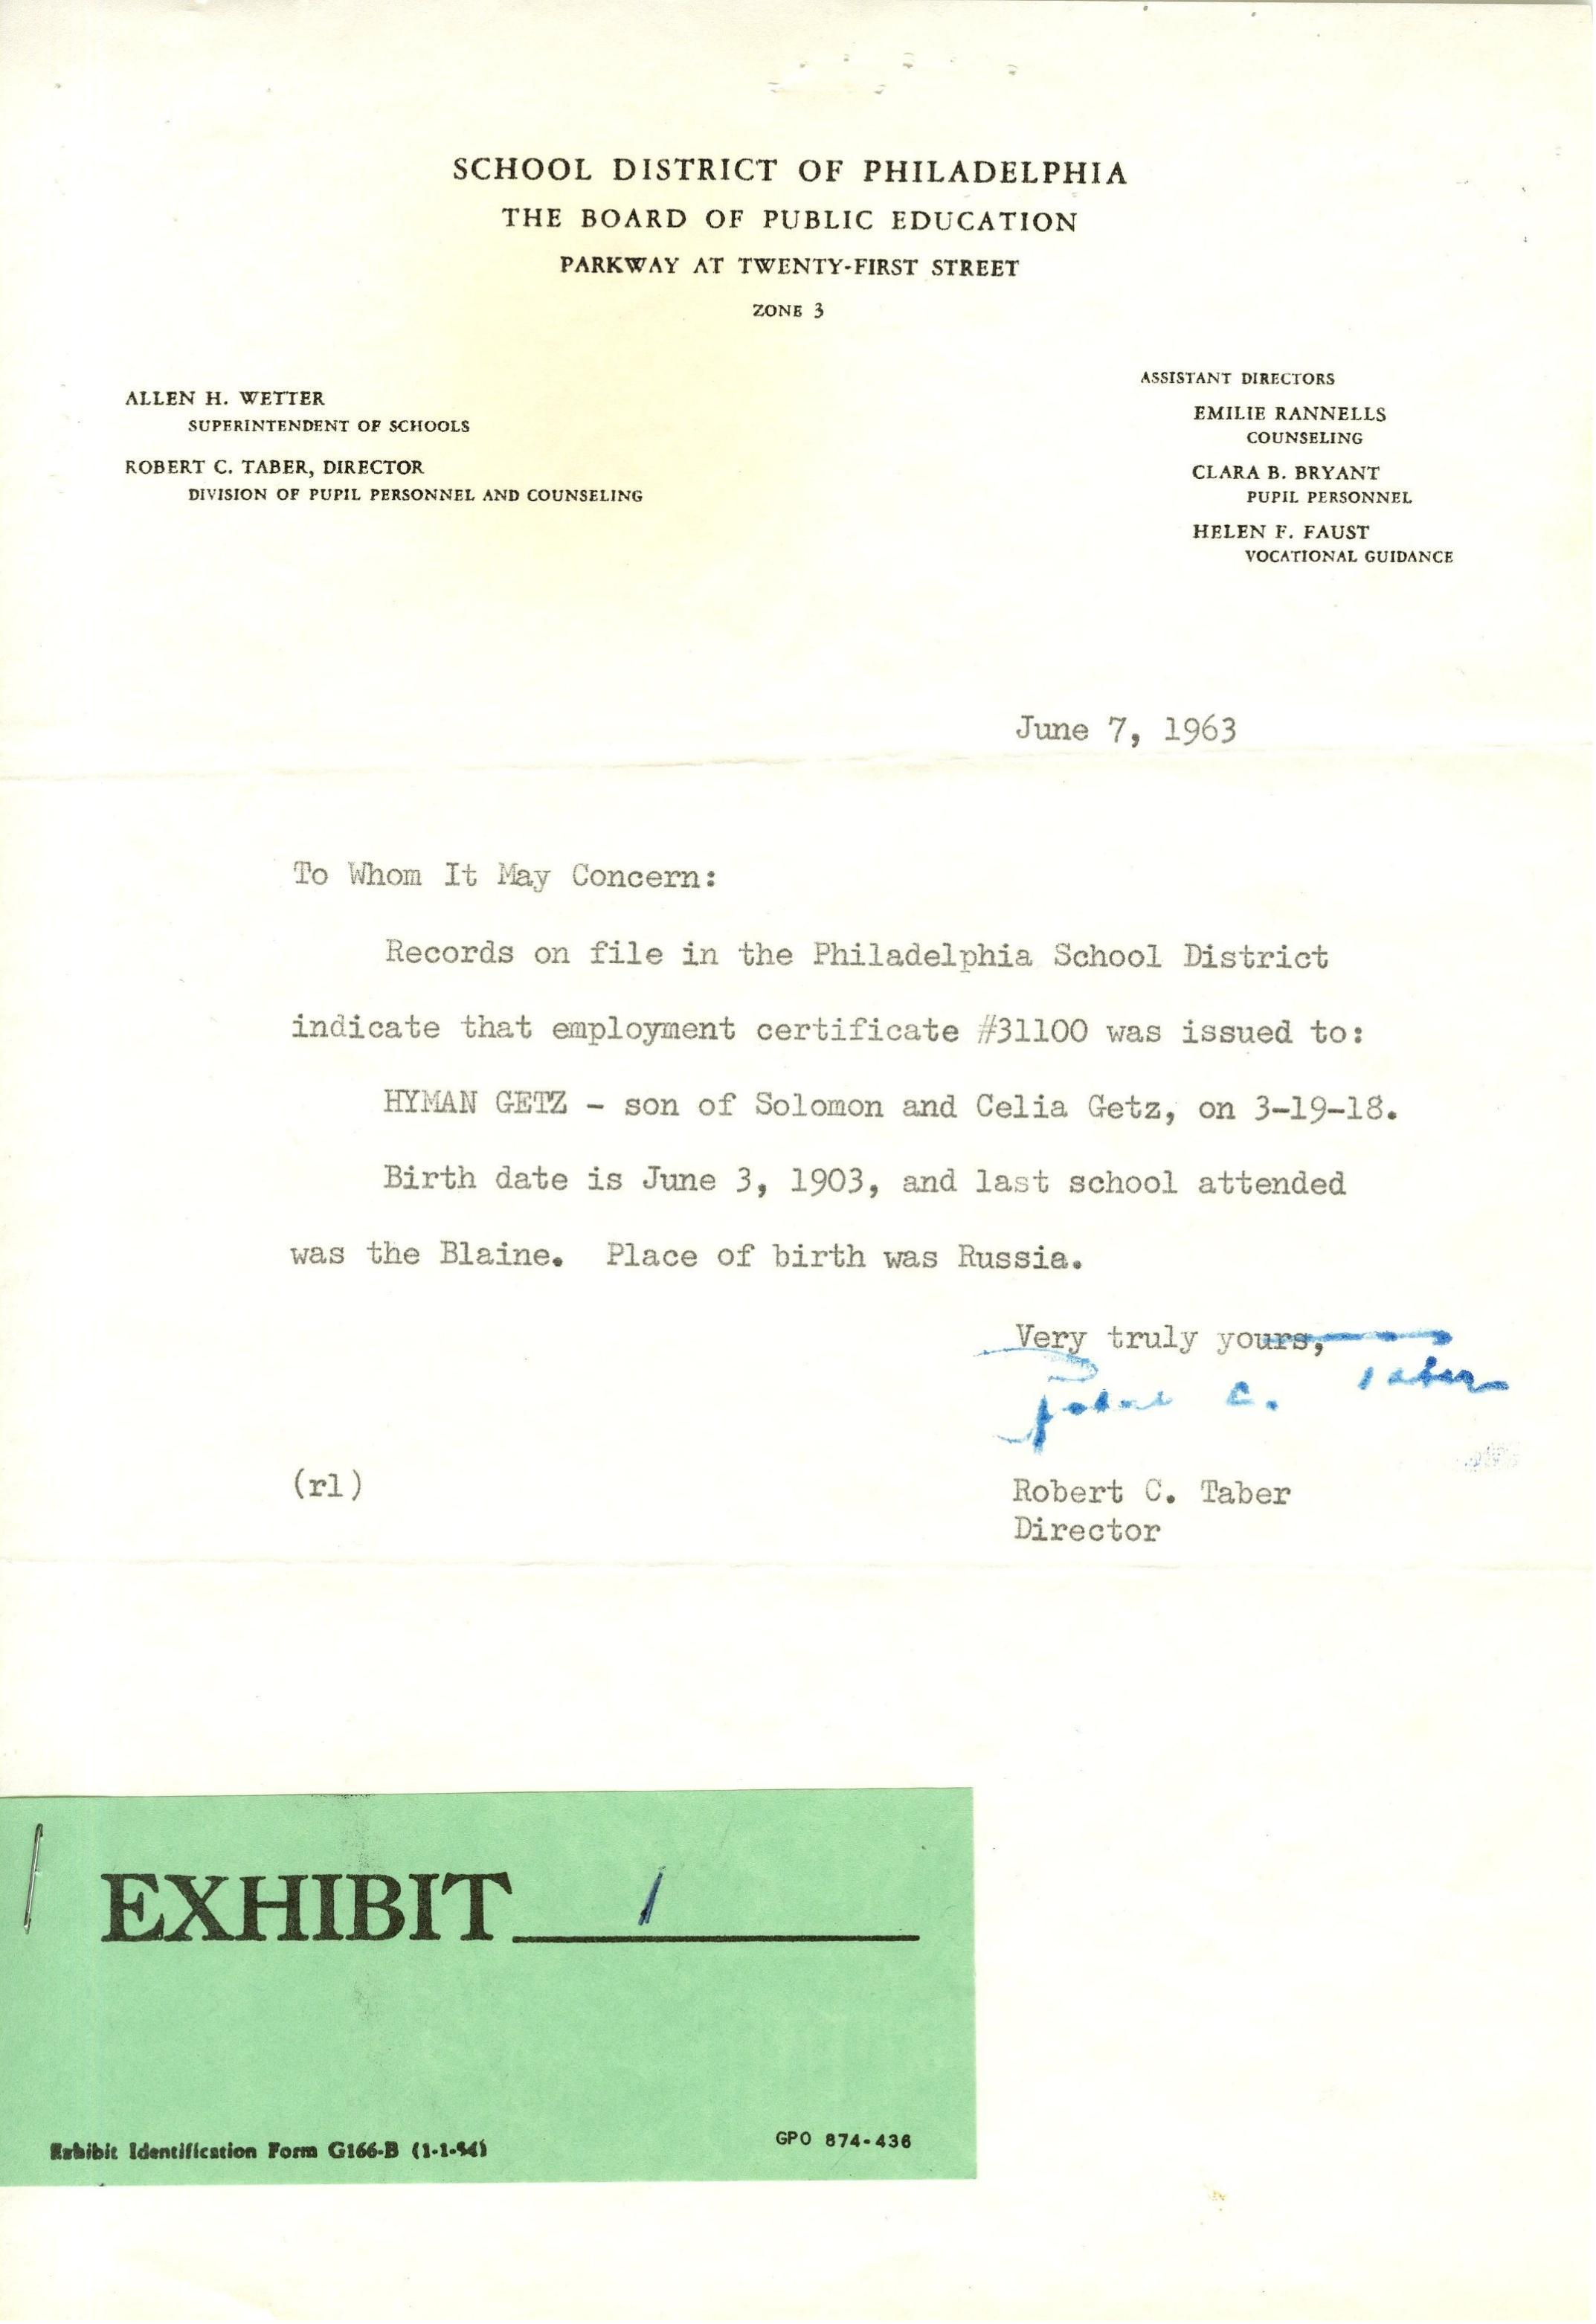 SCHOOL DISTRICT OF PHILADELPHIA
THE BOARD OF PUBLIC EDUCATION
PARKWAY AT TWENTY-FIRST STREET
ZONE 3
ALLEN H. WETTER
SUPERINTENDENT OF SCHOOLS
ROBERT C. TABER, DIRECTOR
DIVISION OF PUPIL PERSONNEL AND COUNSELING
ASSISTANT DIRECTORS
EMILIE RANNELLS
COUNSELING
CLARA B. BRYANT
PUPIL PERSONNEL
HELEN F. FAUST
VOCATIONAL GUIDANCE
June 7, 1963
To Whom It May Concern:
Records on file in the Philadelphia School District
indicate that employment certificate #31100 was issued to:
HYMAN GETZ - son of Solomon and Celia Getz, on 3-19-18.
Birth date is June 3, 1903, and last school attended
was the Blaine. Place of birth was Russia.
Very truly yours,
Robert C. Taber
(rl)
Robert C. Taber
Director
EXHIBIT 1
Exhibit Identification Form G166-B (1-1-54)
GPO 874-436